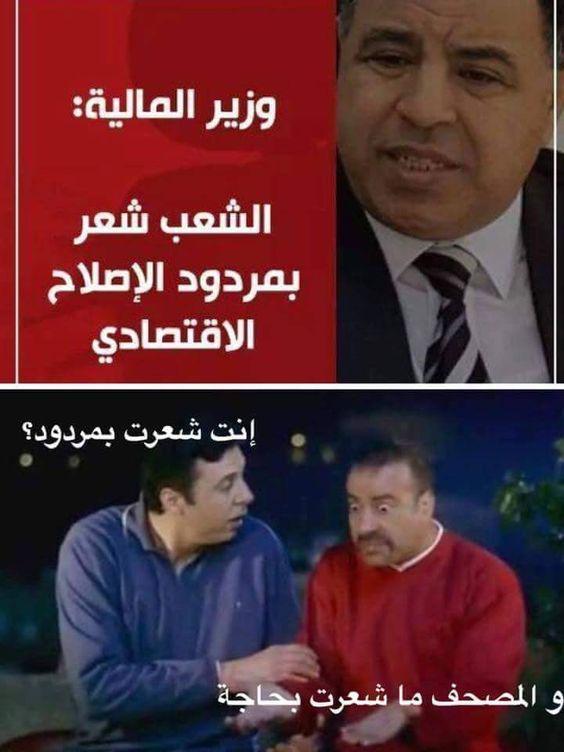 وزير المالية:
الشعب شعر
بمردود الإصلاح
الاقتصادي
إنت شعرت بمردود؟
و المصحف ما شعرت بحاجة